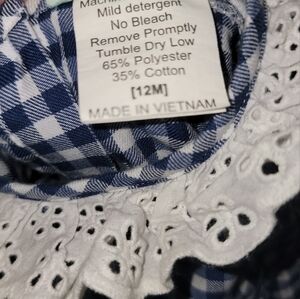 Mild detergent
No Bleach
Remove Promptly
Tumble Dry Low
65% Polyester
35% Cotton
[12M]
MADE IN VIETNAM